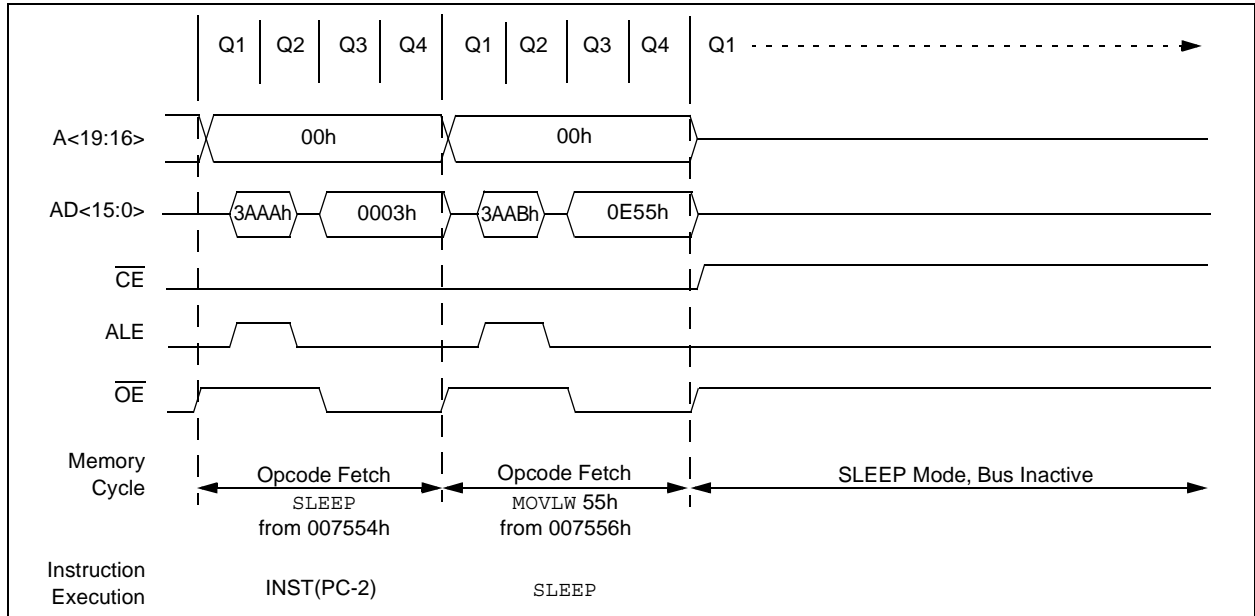 Q1 Q2 Q3 Q4 Q1 Q2 Q3 Q4 Q1
A<19:16> 00h 00h
AD<15:0> 3AAAh 0003h 3AABh 0E55h
CE
ALE
OE
Memory
Cycle
Opcode Fetch
SLEEP
from 007554h
Opcode Fetch
MOVLW 55h
from 007556h
SLEEP Mode, Bus Inactive
Instruction
Execution
INST(PC-2) SLEEP